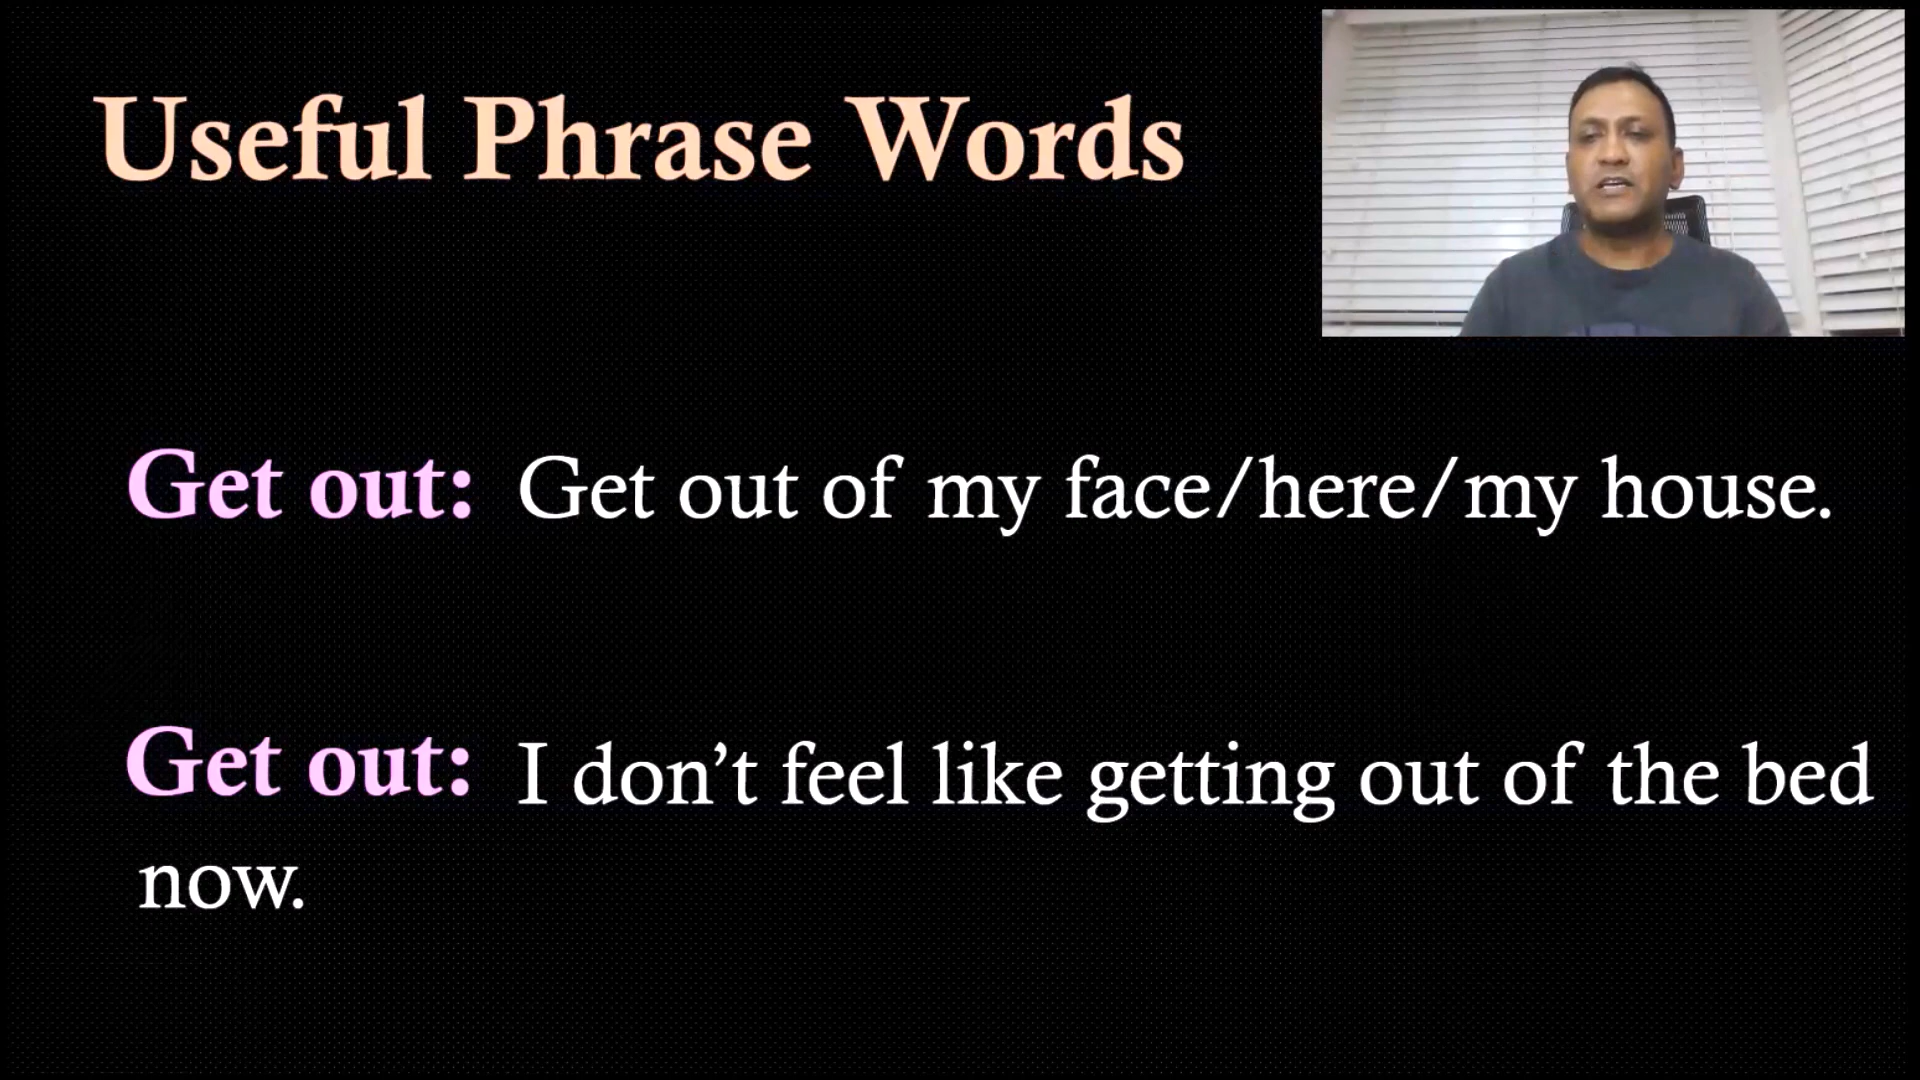 Useful Phrase Words
Get out: Get out of my face/here/my house.
Get out: I don’t feel like getting out of the bed
now.